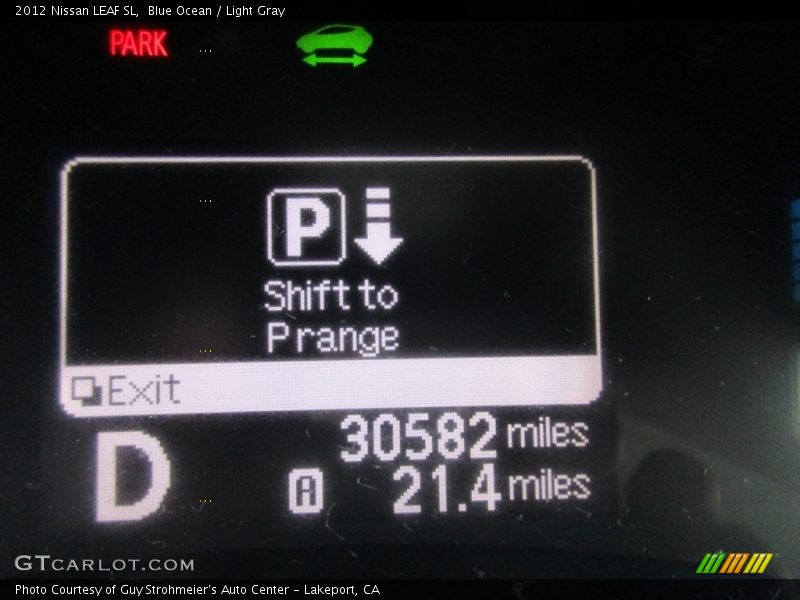 2012 Nissan LEAF SL,  Blue Ocean / Light Gray
PARK
P
Shift to
P range
Exit
30582 miles
D
A 21.4 miles
GTCARLOT.COM
Photo Courtesy of Guy Strohmeier's Auto Center - Lakeport, CA